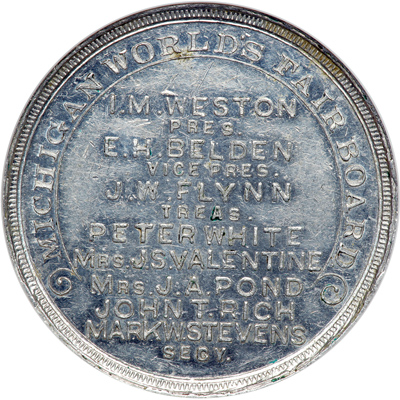 MICHIGAN WORLD'S FAIR BOARD
I.M. WESTON
PRES.
E.H. BELDEN
VICE PRES.
J.W. FLYNN
TREAS.
PETER WHITE
MRS. J.S. VALENTINE
MRS. J.A. POND
JOHN.T. RICH
MARK.W. STEVENS
SECY.